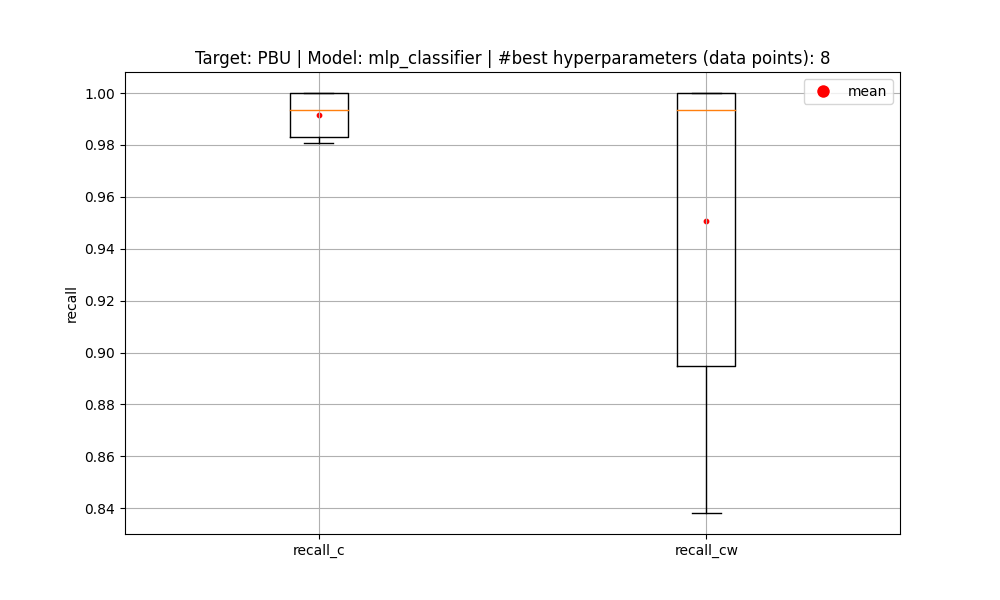 Target: PBU | Model: mlp_classifier | #best hyperparameters (data points): 8
mean
1.00
0.98
0.96
0.94
0.92
0.90
0.88
0.86
0.84
recall
recall_c
recall_cw